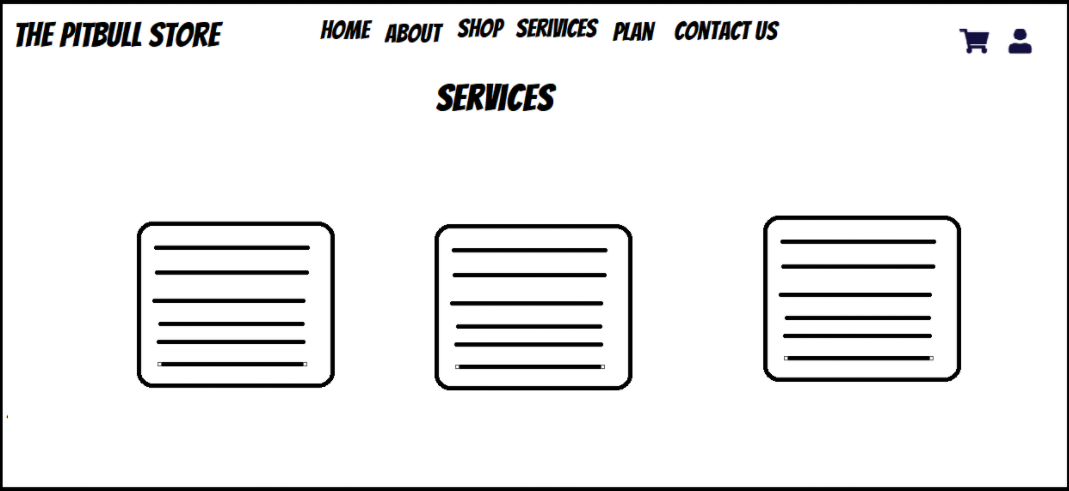 THE PITBULL STORE HOME ABOUT SHOP SERIVICES PLAN CONTACT US
SERVICES